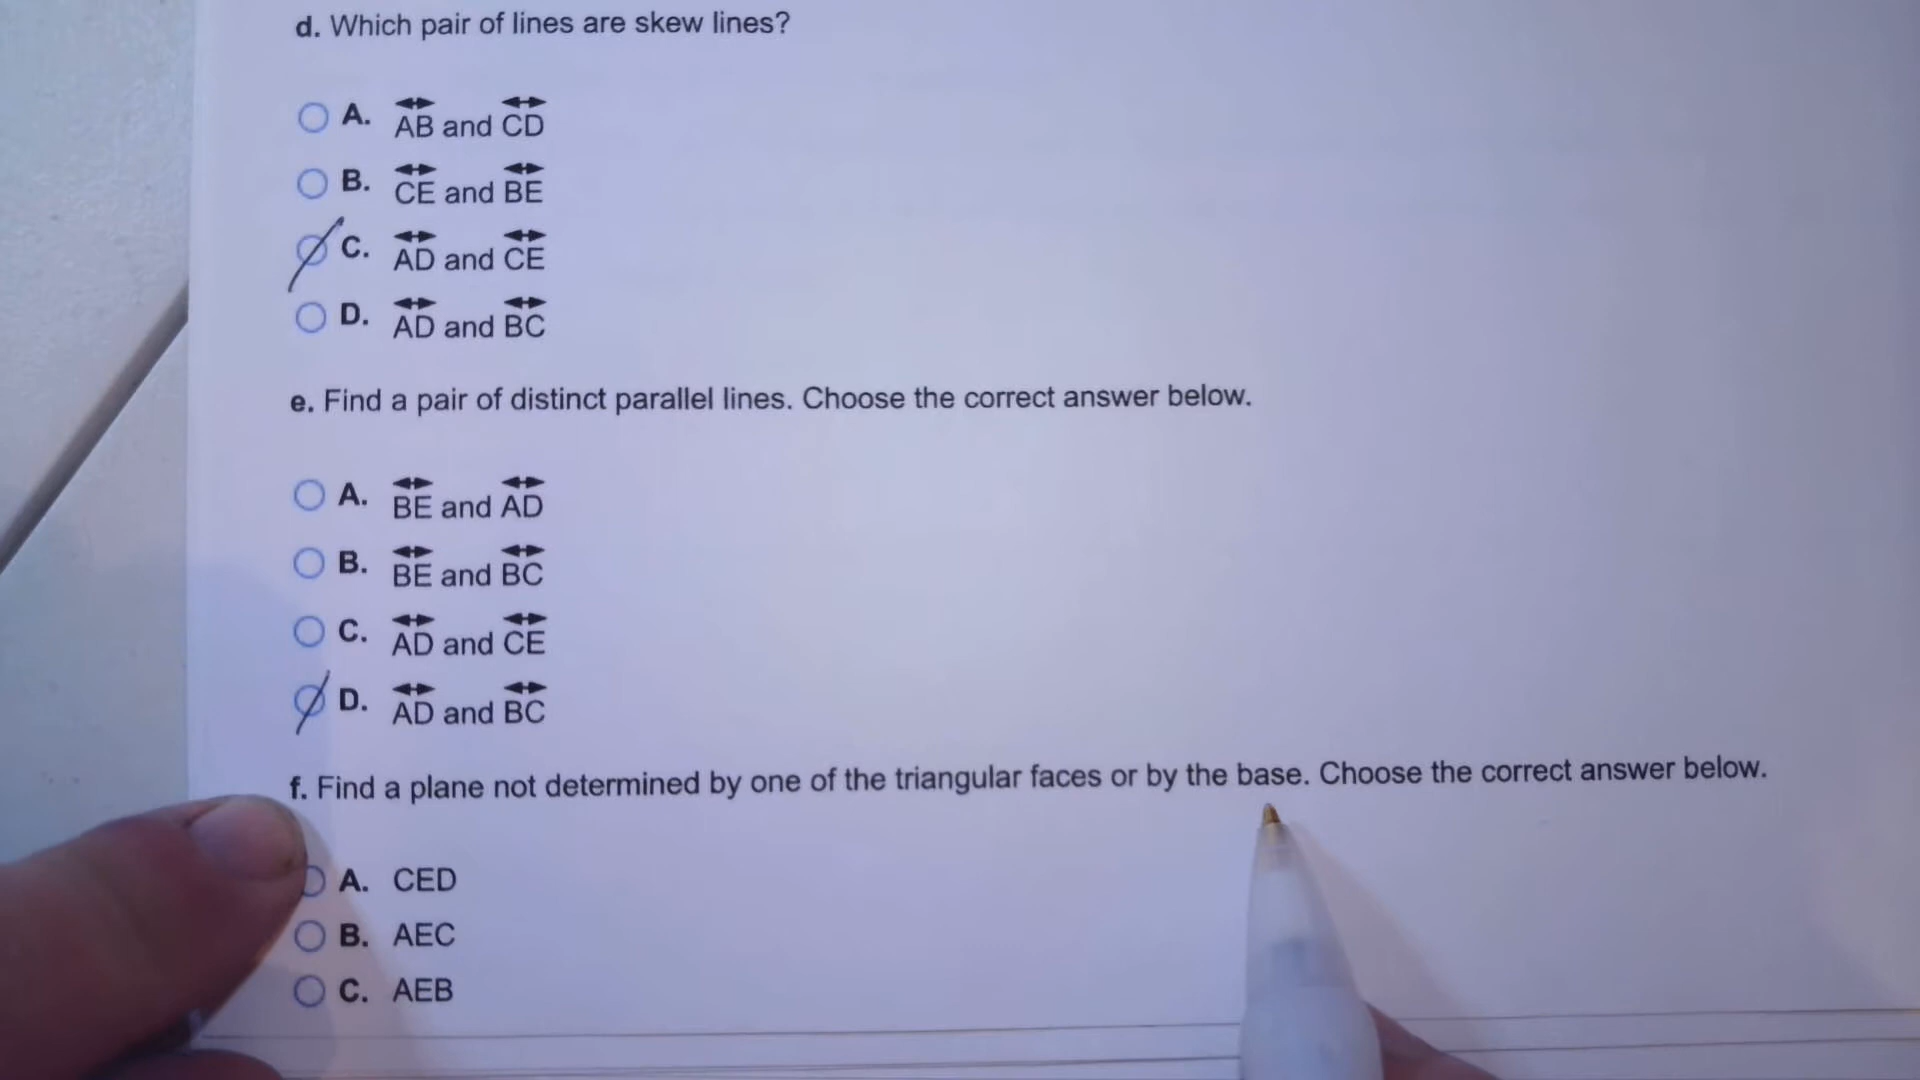 d. Which pair of lines are skew lines?
A. AB and CD
B. CE and BE
C. AD and CE
D. AD and BC
e. Find a pair of distinct parallel lines. Choose the correct answer below.
A. BE and AD
B. BE and BC
C. AD and CE
D. AD and BC
f. Find a plane not determined by one of the triangular faces or by the base. Choose the correct answer below.
A. CED
B. AEC
C. AEB